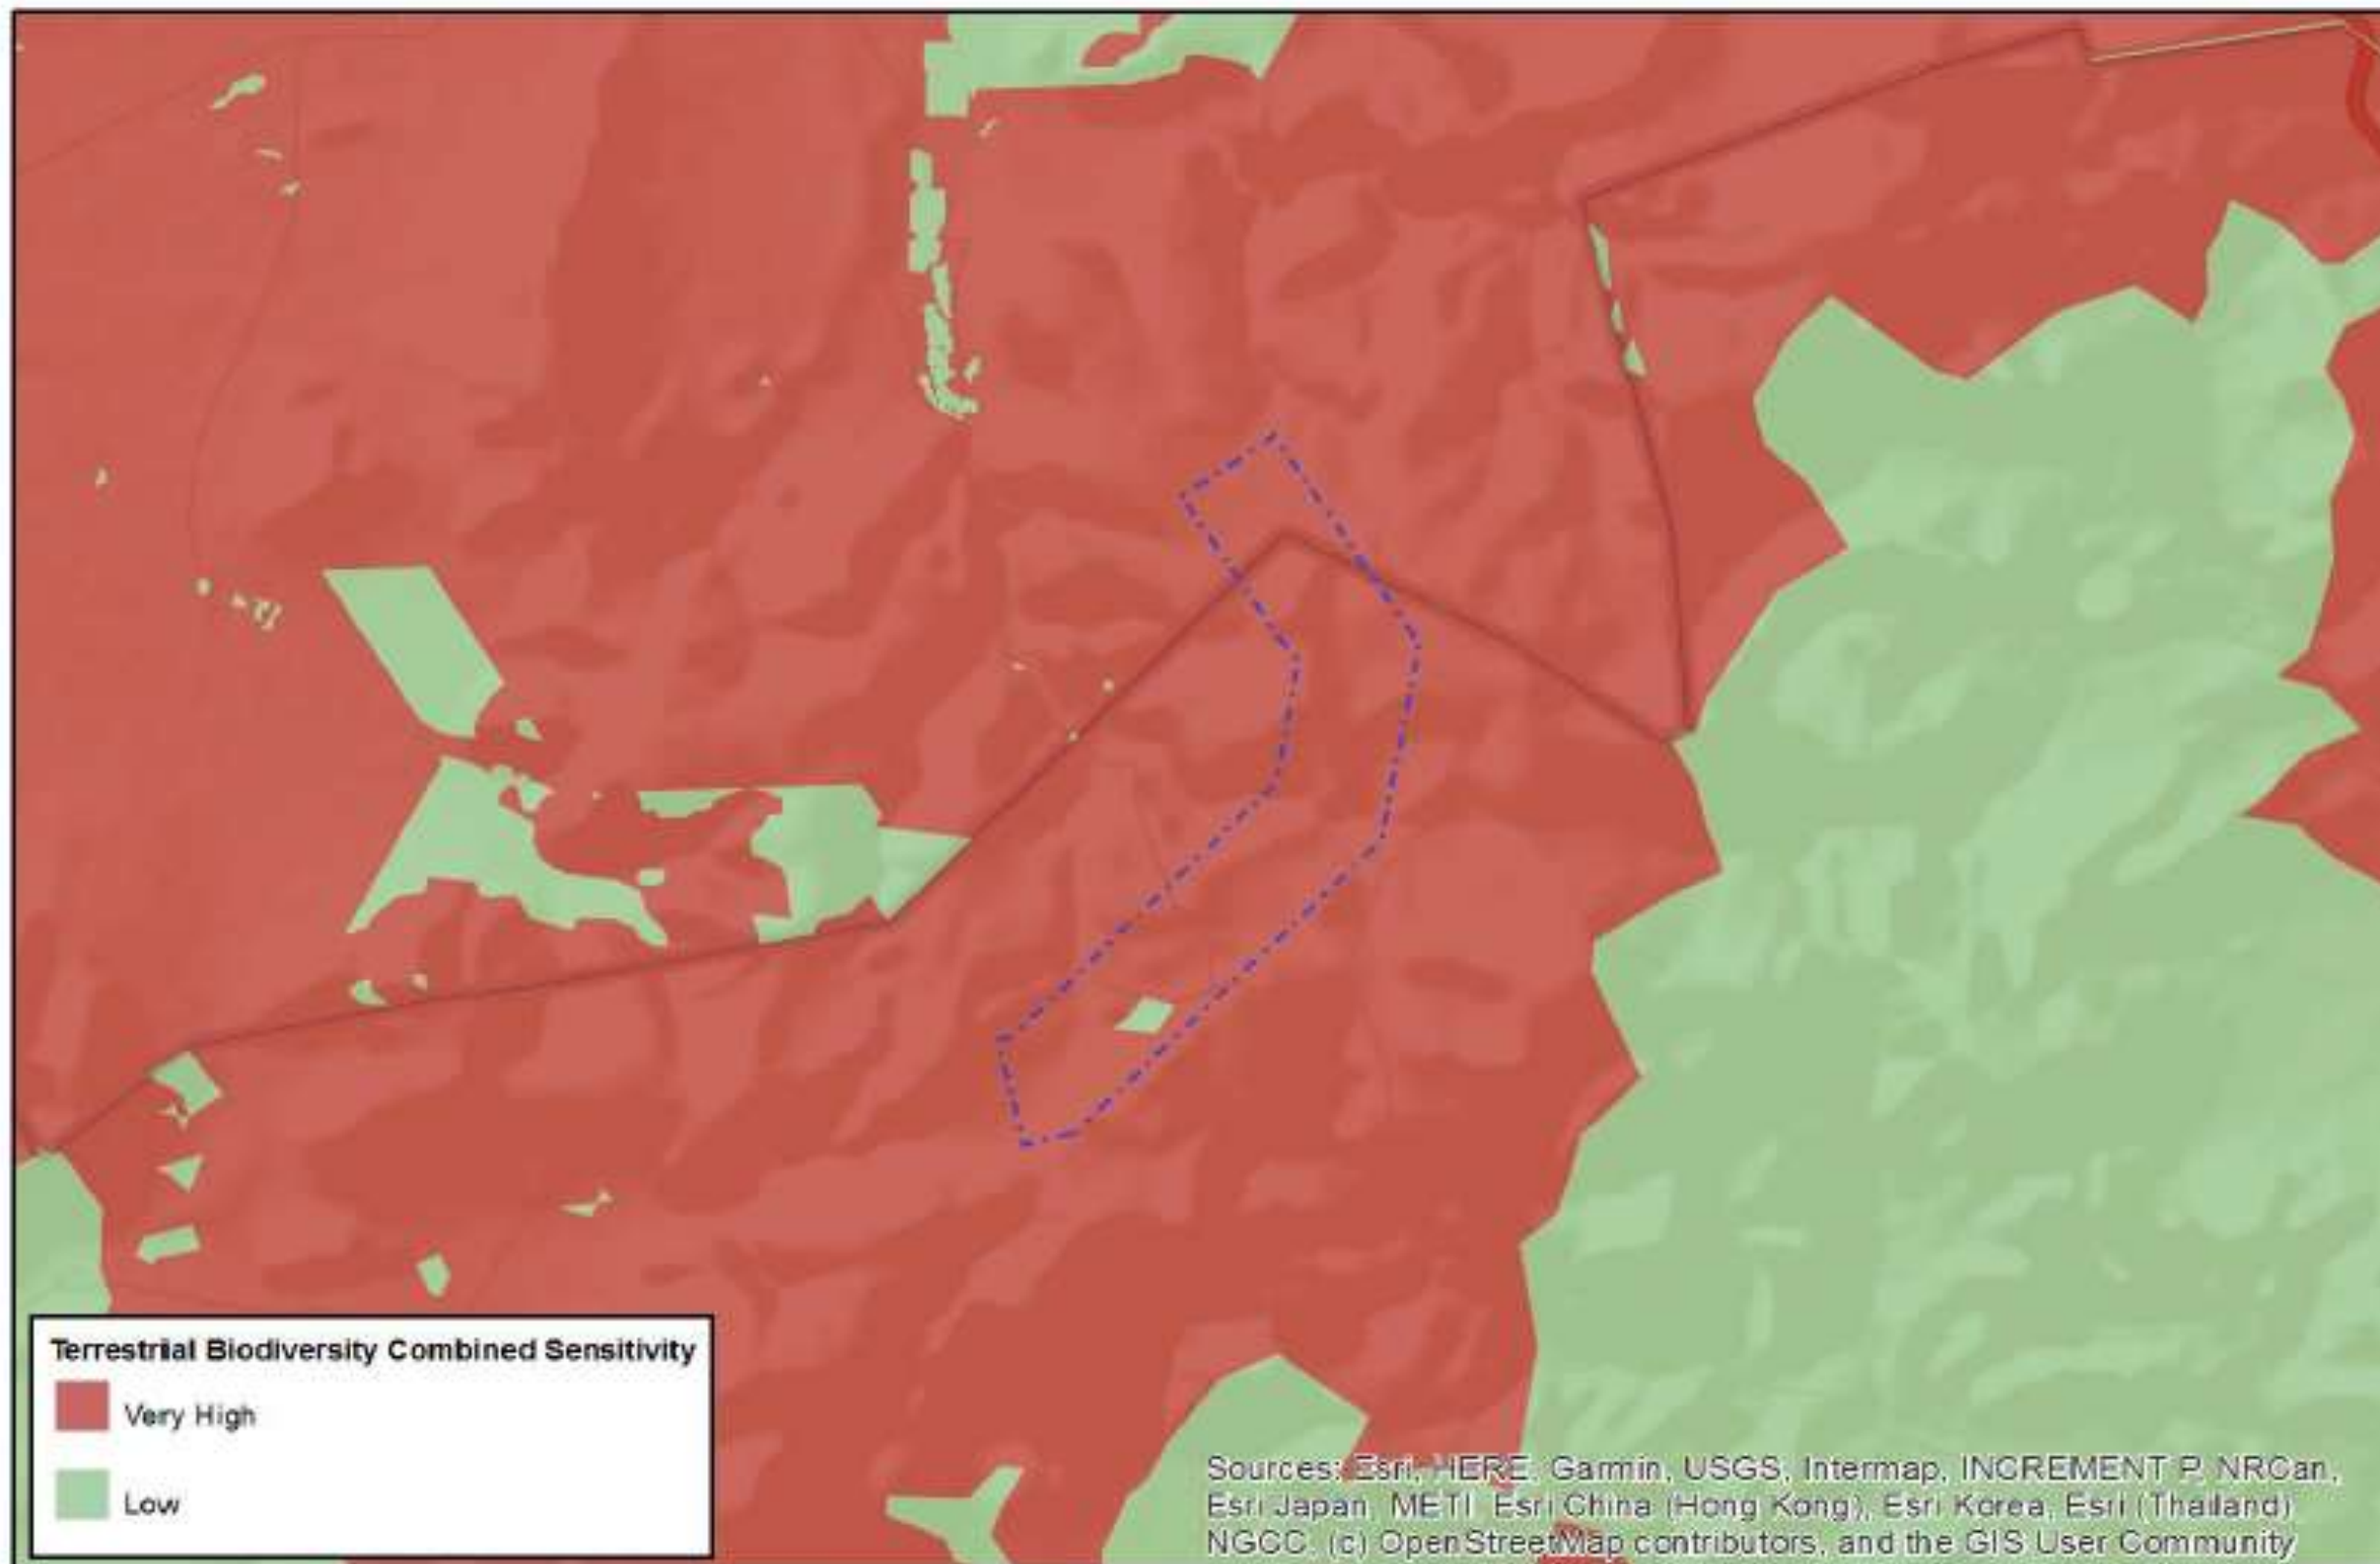 Terrestrial Biodiversity Combined Sensitivity
Very High
Low
Sources: Esri, HERE, Garmin, USGS, Intermap, INCREMENT P, NRCan,
Esri Japan, METI, Esri China (Hong Kong), Esri Korea, Esri (Thailand),
NGCC, (c) OpenStreetMap contributors, and the GIS User Community